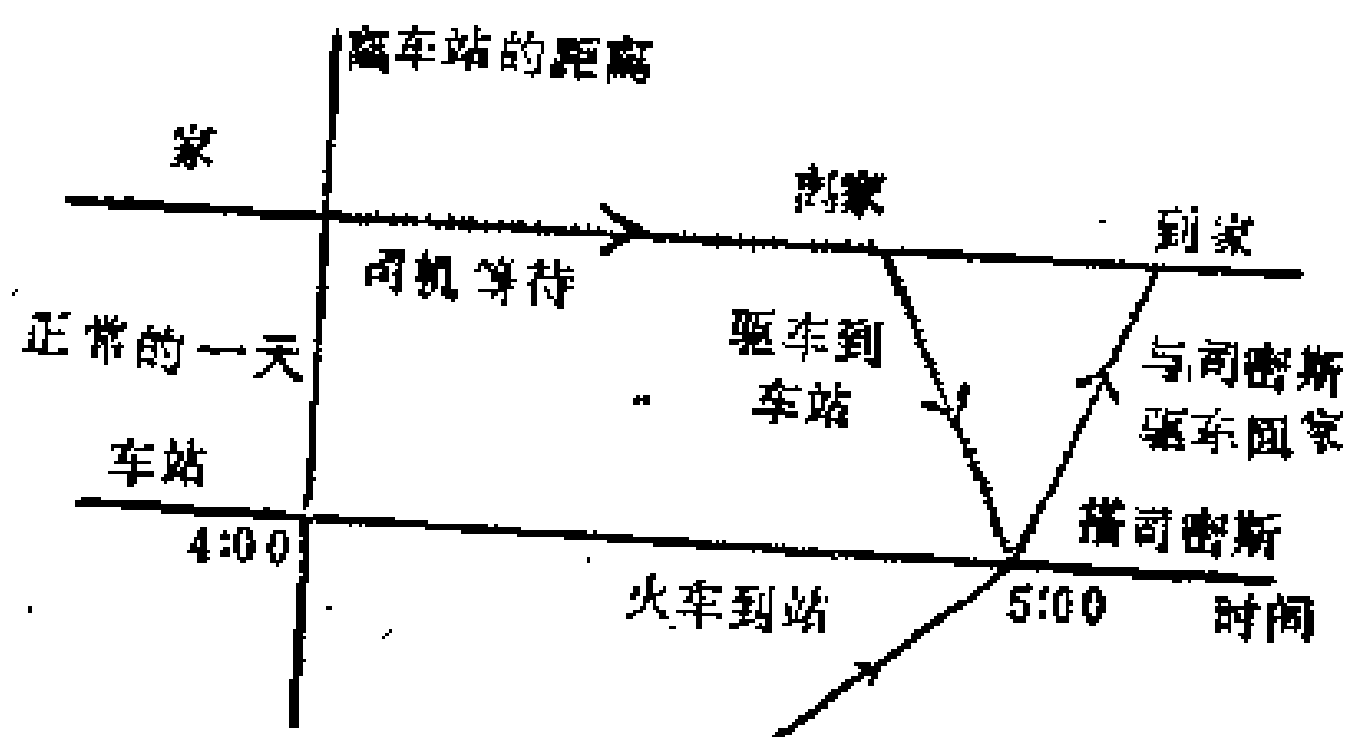 离车站的距离
家
离家
到家
司机等待
正常的一天
驱车到
车站
与司密斯
驱车回家
车站
搭司密斯
4:00
火车到站
5:00
时间